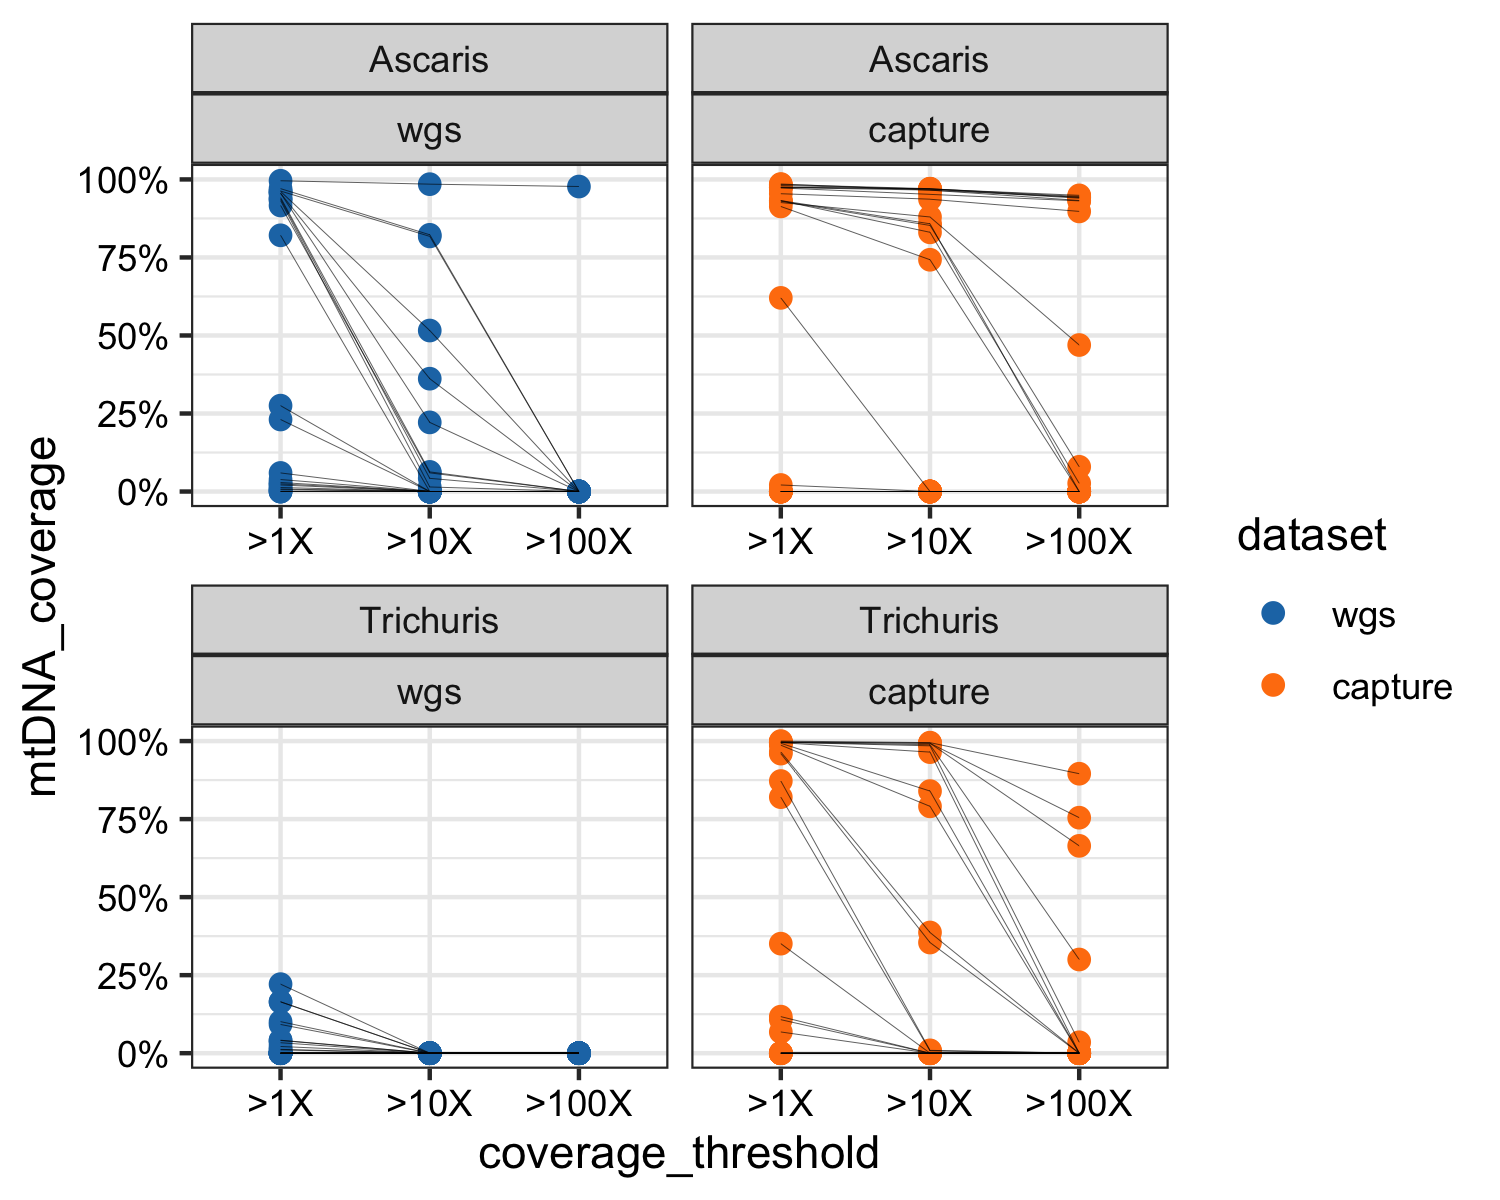 Ascaris
Ascaris
wgs
capture
100%
75%
50%
25%
0%
>1X >10X >100X
>1X >10X >100X
Trichuris
Trichuris
wgs
capture
100%
75%
50%
25%
0%
>1X >10X >100X
>1X >10X >100X
mtDNA_coverage
coverage_threshold
dataset
wgs
capture